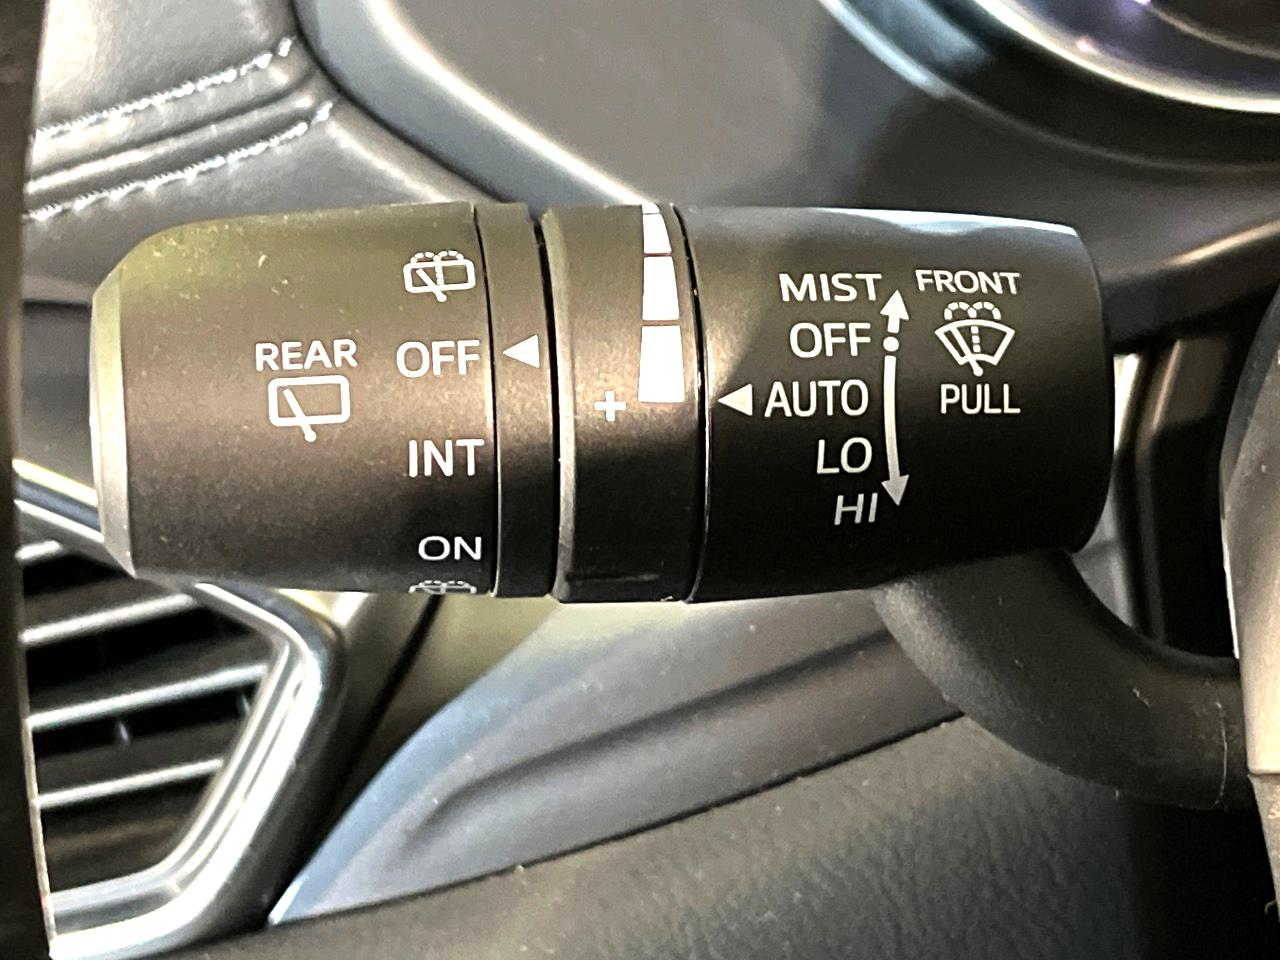 REAR
OFF
INT
ON
+
MIST
OFF
AUTO
LO
HI
FRONT
PULL